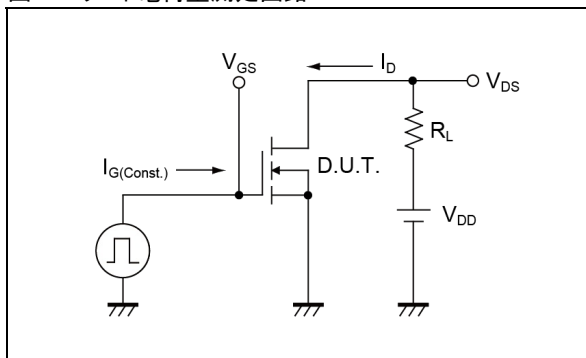 V_GS
I_D
V_DS
R_L
I_G(Const.)
D.U.T.
V_DD